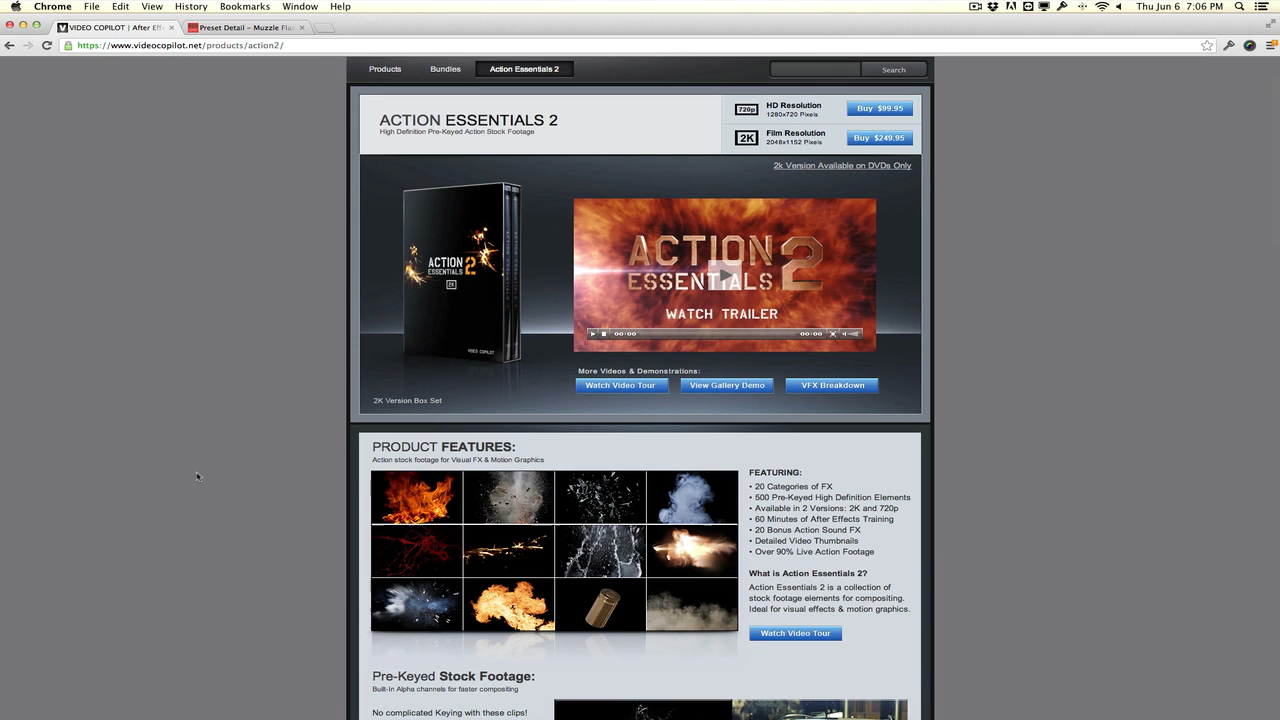 Chrome File Edit View History Bookmarks Window Help Thu Jun 6 7:06 PM
VIDEO COPILOT | After Eff Preset Detail – Muzzle Fla
https://www.videocopilot.net/products/action2/
Products Bundles Action Essentials 2 Search
ACTION ESSENTIALS 2
High Definition Pre-Keyed Action Stock Footage
720p HD Resolution Buy $99.95
1280x720 Pixels
2K Film Resolution Buy $249.95
2048x1152 Pixels
2k Version Available on DVDs Only
ACTION
ESSENTIALS 2
2K
VIDEO COPILOT
2K Version Box Set
ACTION
ESSENTIALS 2
WATCH TRAILER
00:00 00:00
More Videos & Demonstrations:
Watch Video Tour View Gallery Demo VFX Breakdown
PRODUCT FEATURES:
Action stock footage for Visual FX & Motion Graphics
FEATURING:
• 20 Categories of FX
• 500 Pre-Keyed High Definition Elements
• Available in 2 Versions: 2K and 720p
• 60 Minutes of After Effects Training
• 20 Bonus Action Sound FX
• Detailed Video Thumbnails
• Over 90% Live Action Footage
What is Action Essentials 2?
Action Essentials 2 is a collection of
stock footage elements for compositing.
Ideal for visual effects & motion graphics.
Watch Video Tour
Pre-Keyed Stock Footage:
Built-In Alpha channels for faster compositing
No complicated Keying with these clips!